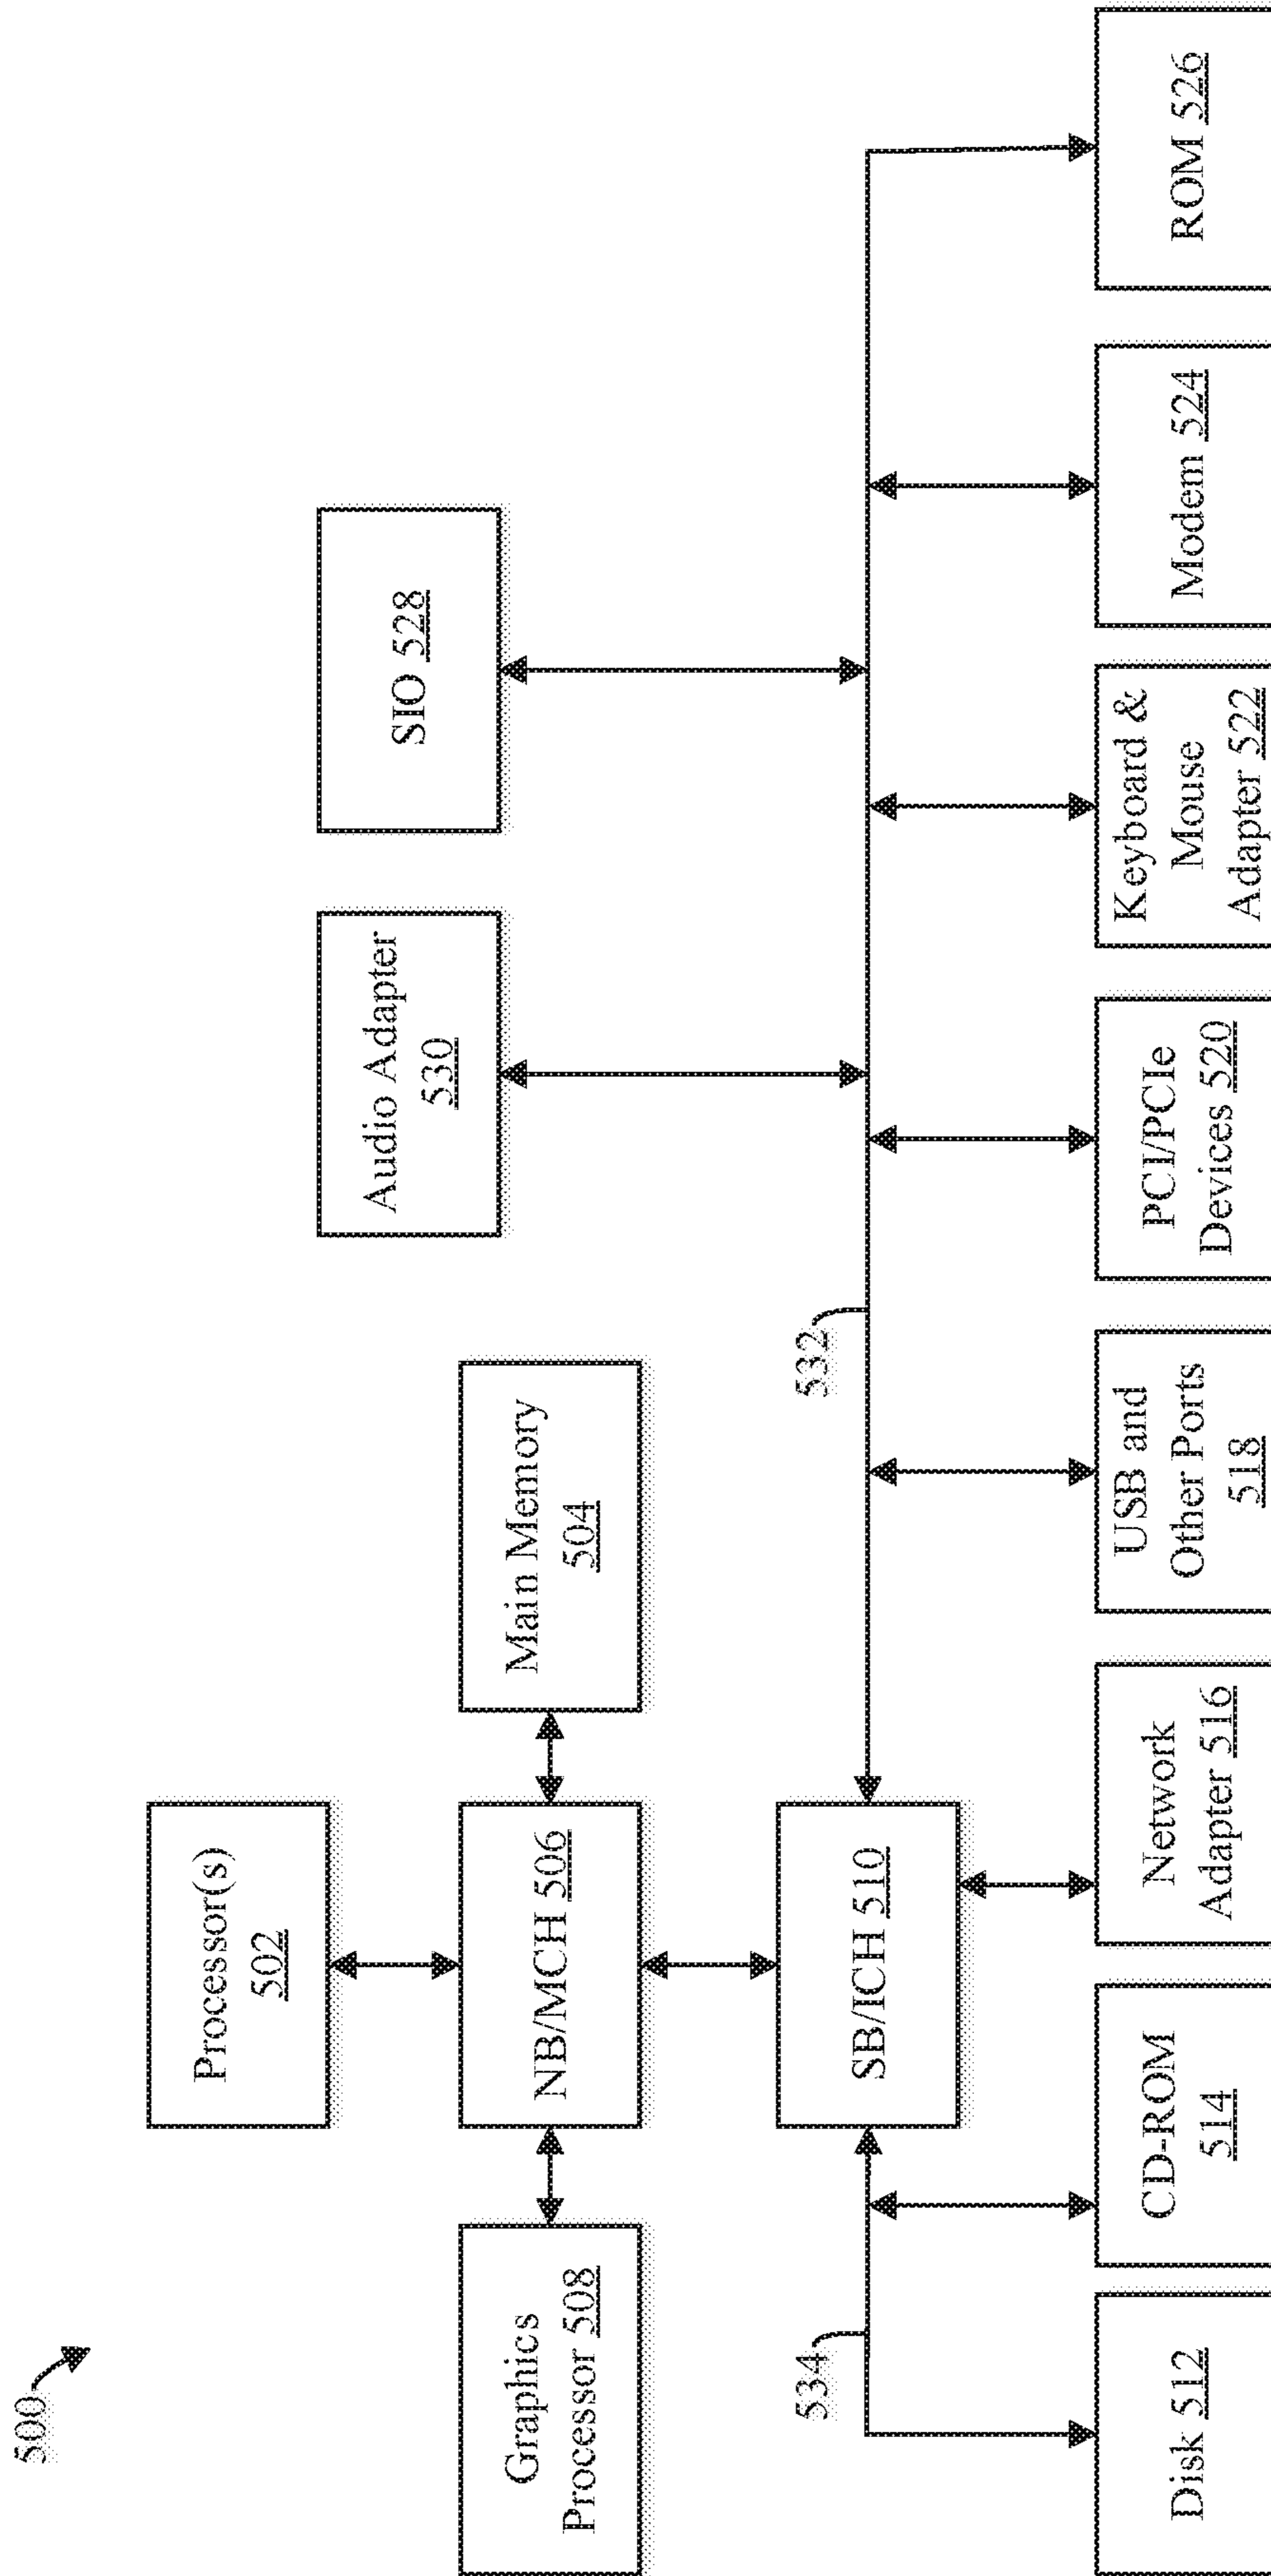 500
Processor(s)
502
Graphics
Processor 508
NB/MCH 506
Main Memory
504
Audio Adapter
530
SIO 528
534
SB/ICH 510
532
Disk 512
CD-ROM
514
Network
Adapter 516
USB and
Other Ports
518
PCI/PCIe
Devices 520
Keyboard &
Mouse
Adapter 522
Modem 524
ROM 526